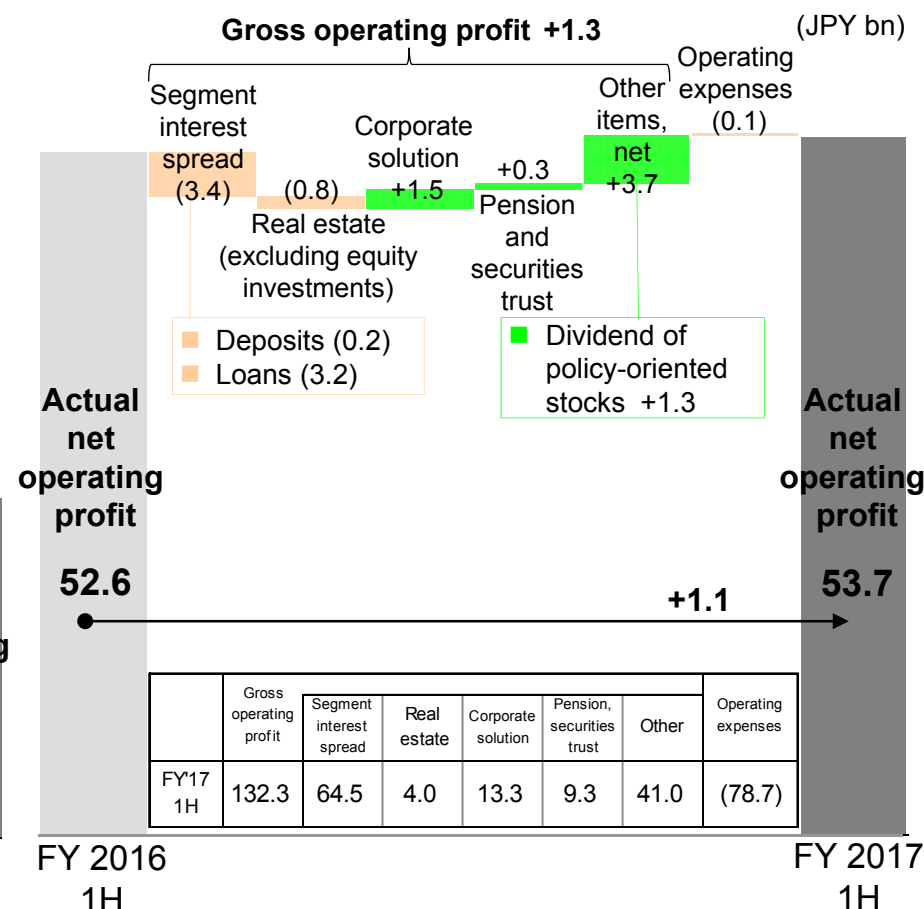 Gross operating profit +1.3
(JPY bn)
Segment
interest
spread
(3.4)
(0.8)
Real estate
(excluding equity
investments)
Corporate
solution
+1.5
+0.3
Pension
and
securities
trust
Other
items,
net
+3.7
Operating
expenses
(0.1)
Deposits (0.2)
Loans (3.2)
Dividend of
policy-oriented
stocks +1.3
Actual
net
operating
profit
52.6
Actual
net
operating
profit
53.7
+1.1
g
Gross
operating
profit
Segment
interest
spread
Real
estate
Corporate
solution
Pension,
securities
trust
Other
Operating
expenses
FY'17
1H
132.3
64.5
4.0
13.3
9.3
41.0
(78.7)
FY 2016
1H
FY 2017
1H